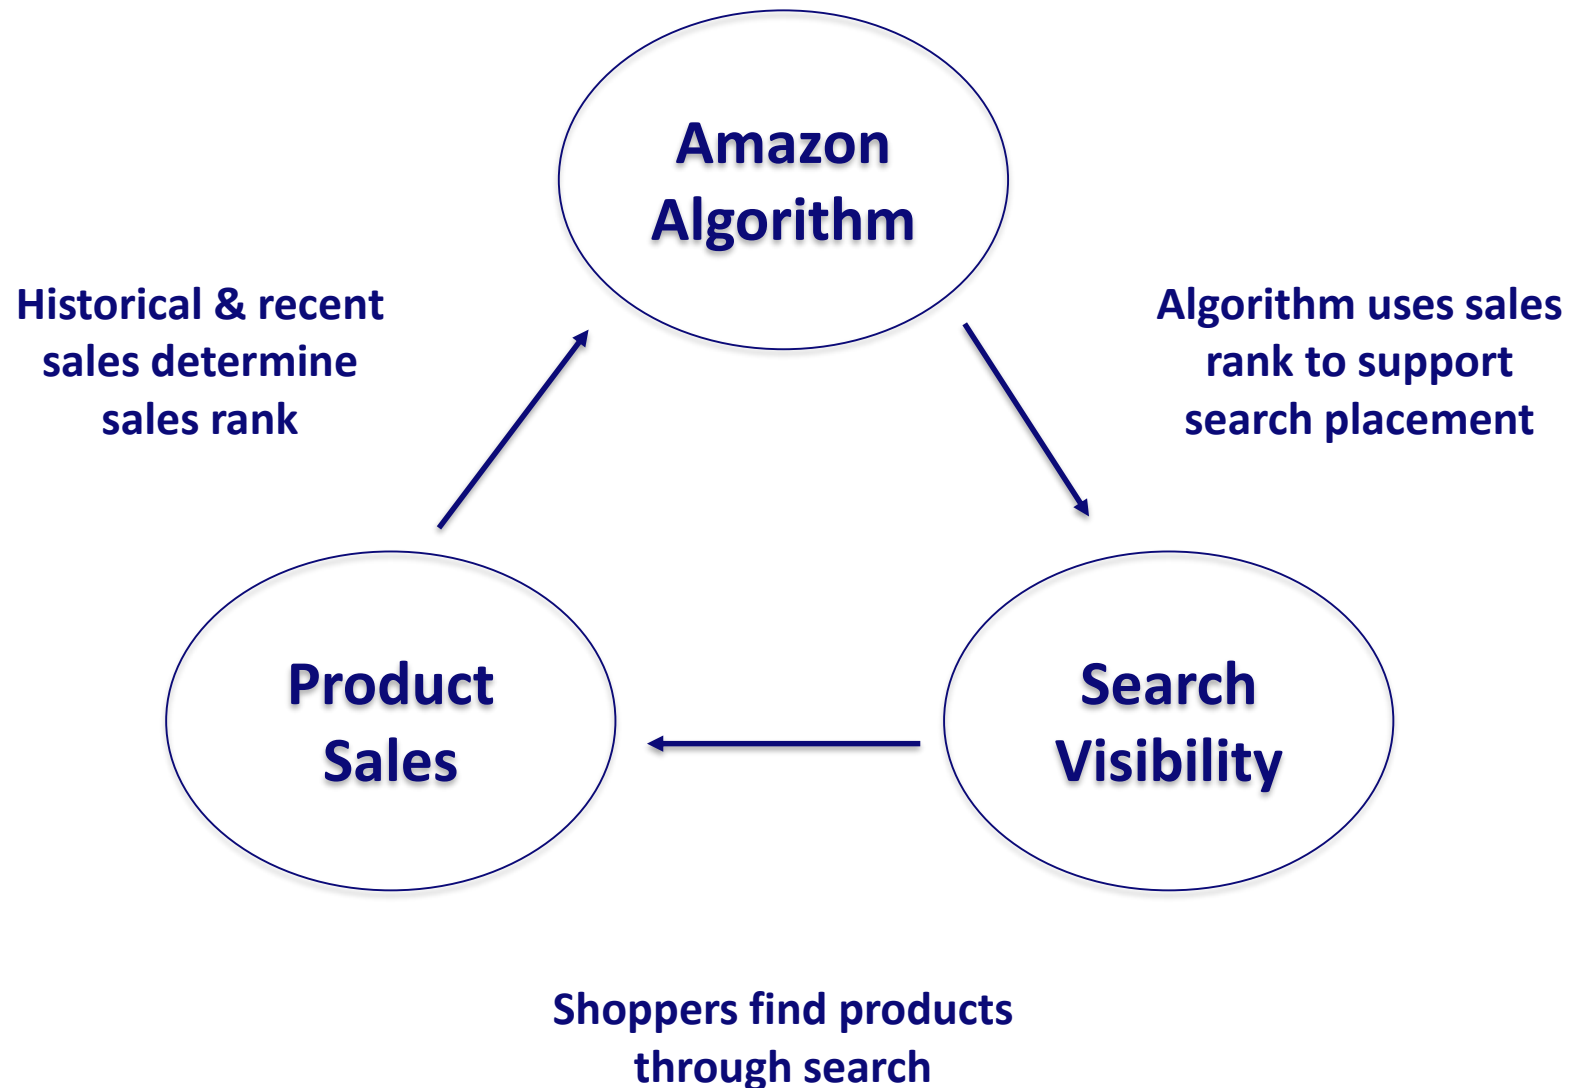 Amazon
Algorithm
Historical & recent
sales determine
sales rank
Algorithm uses sales
rank to support
search placement
Product
Sales
Search
Visibility
Shoppers find products
through search